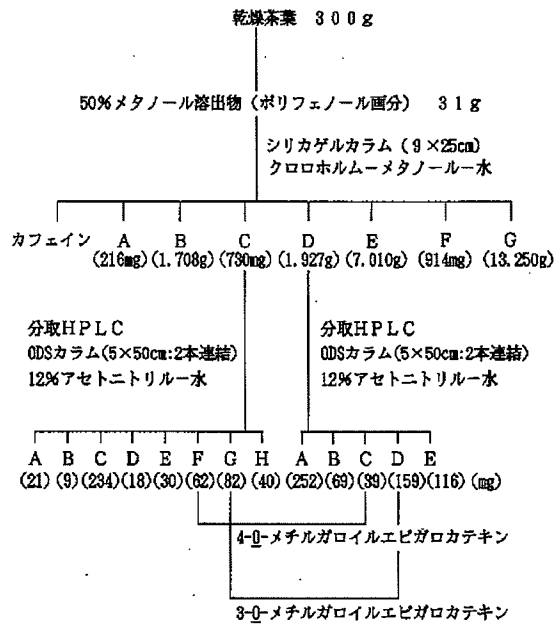 乾燥茶葉 300g
50%メタノール溶出物(ポリフェノール画分) 31g
シリカゲルカラム(9×25cm)
クロロホルム－メタノール－水
カフェイン A B C D E F G
(216mg) (1.708g) (730mg) (1.927g) (7.010g) (914mg) (13.250g)
分取HPLC
ODSカラム(5×50cm:2本連結)
12%アセトニトリル－水
分取HPLC
ODSカラム(5×50cm:2本連結)
12%アセトニトリル－水
A B C D E F G H A B C D E
(21) (9) (234) (18) (30) (62) (82) (40) (252) (69) (39) (159) (116) (mg)
4-O-メチルガロイルエピガロカテキン
3-O-メチルガロイルエピガロカテキン